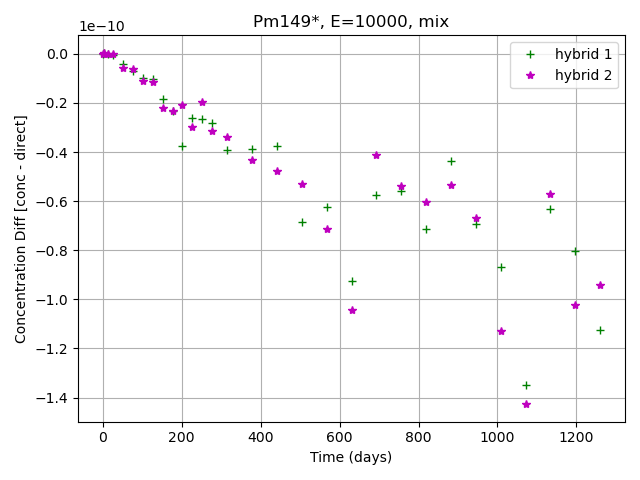 Pm149*, E=10000, mix
1e−10
hybrid 1
hybrid 2
0.0
−0.2
−0.4
−0.6
−0.8
−1.0
−1.2
−1.4
Concentration Diff [conc - direct]
0 200 400 600 800 1000 1200
Time (days)